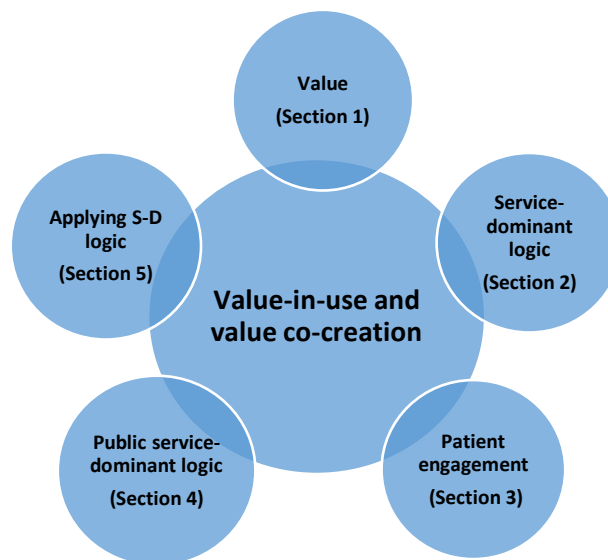 Value
(Section 1)
Service-
dominant
logic
(Section 2)
Patient
engagement
(Section 3)
Public service-
dominant logic
(Section 4)
Applying S-D
logic
(Section 5)
Value-in-use and
value co-creation